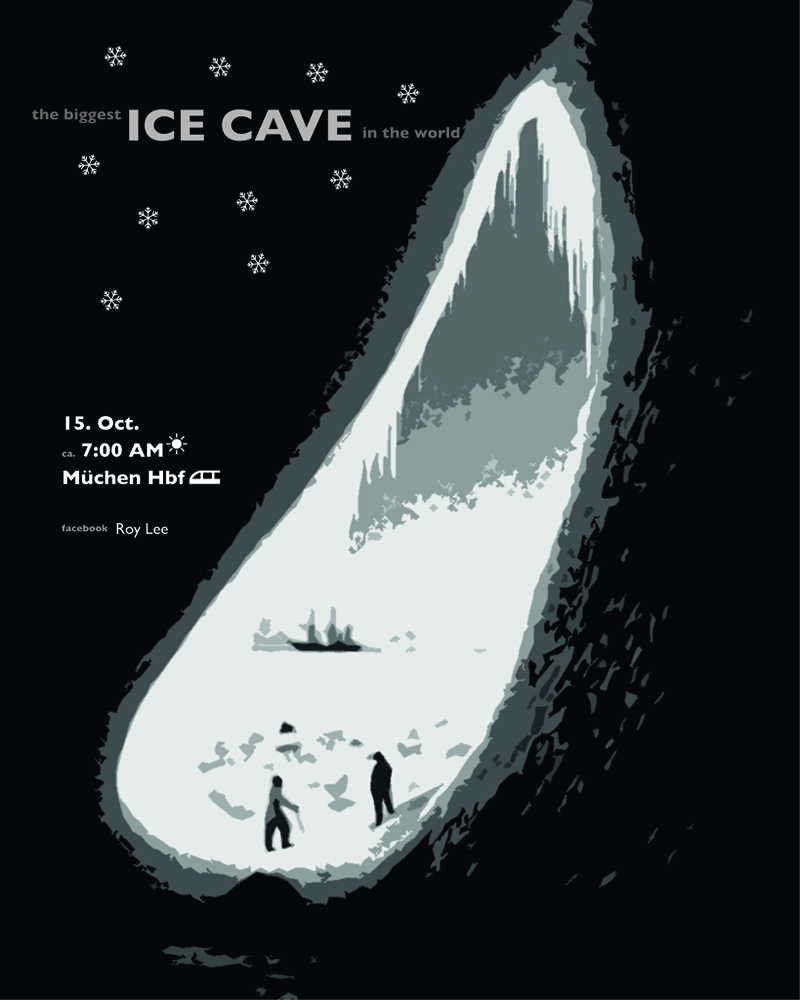 the biggest ICE CAVE in the world
15. Oct.
ca. 7:00 AM
Müchen Hbf
facebook Roy Lee